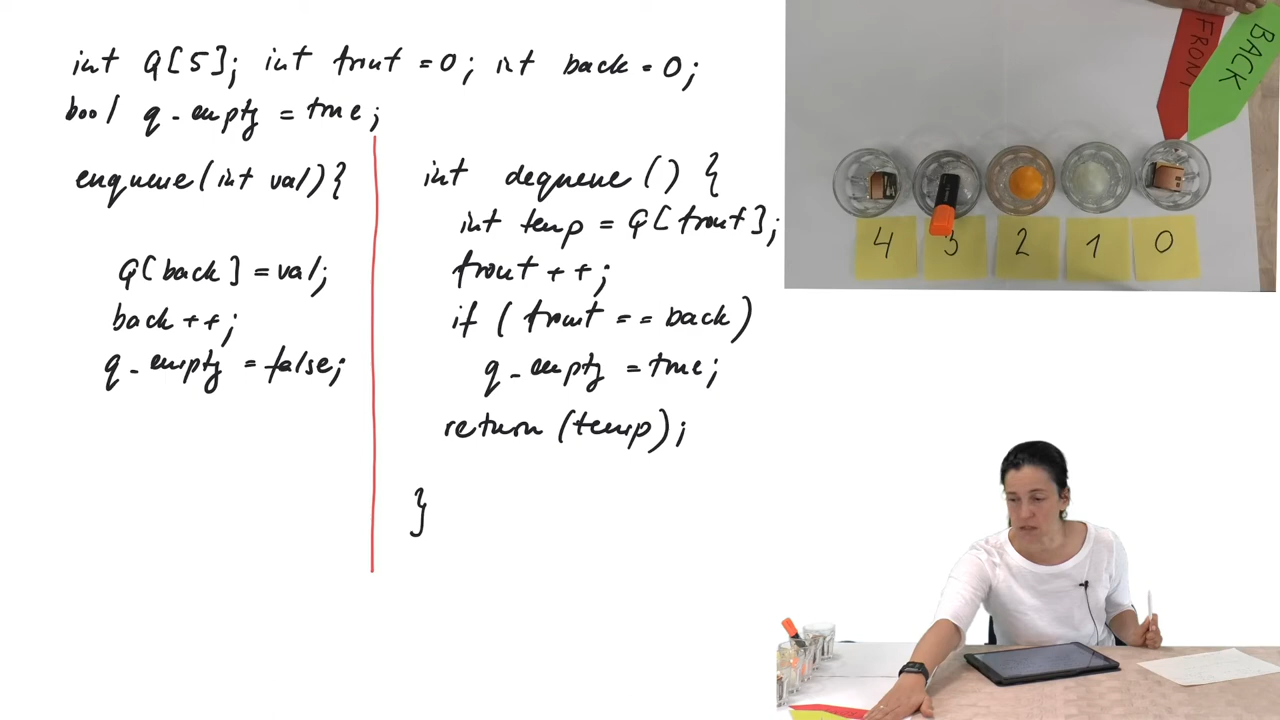 int Q[5]; int front = 0; int back = 0;
bool q_empty = true;
enqueue(int val){
Q[back] = val;
back++;
q_empty = false;
int dequeue () {
int temp = Q[front];
front++;
if (front == back)
q_empty = true;
return (temp);
}
FRONT
BACK
4 3 2 1 0